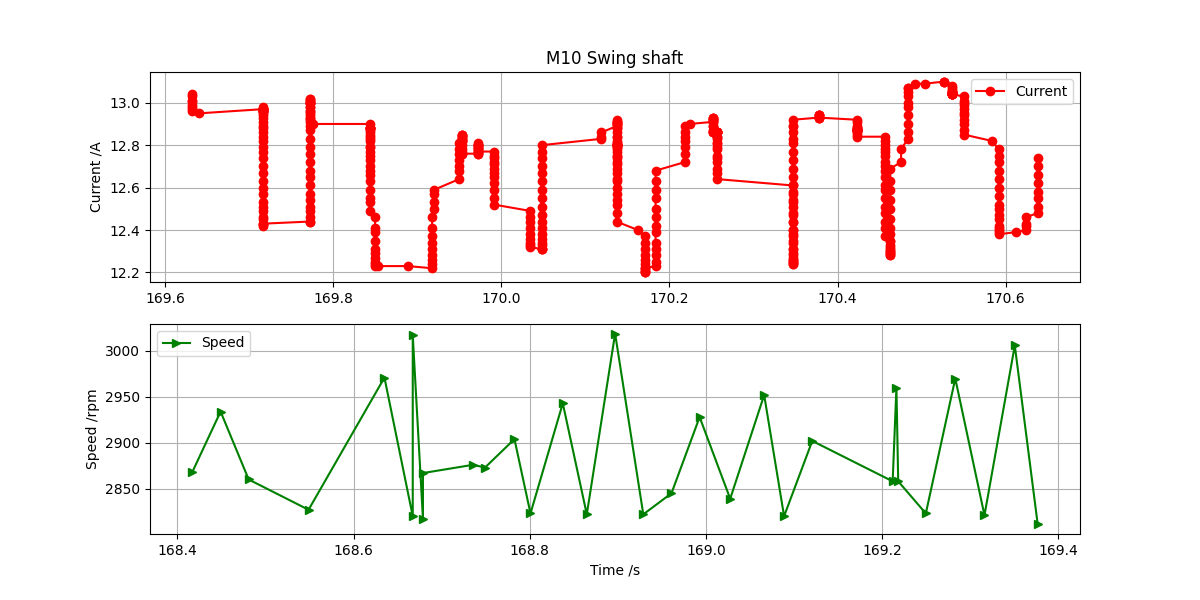 M10 Swing shaft
Current /A
13.0
12.8
12.6
12.4
12.2
Current
169.6 169.8 170.0 170.2 170.4 170.6
Speed /rpm
3000
2950
2900
2850
Speed
168.4 168.6 168.8 169.0 169.2 169.4
Time /s